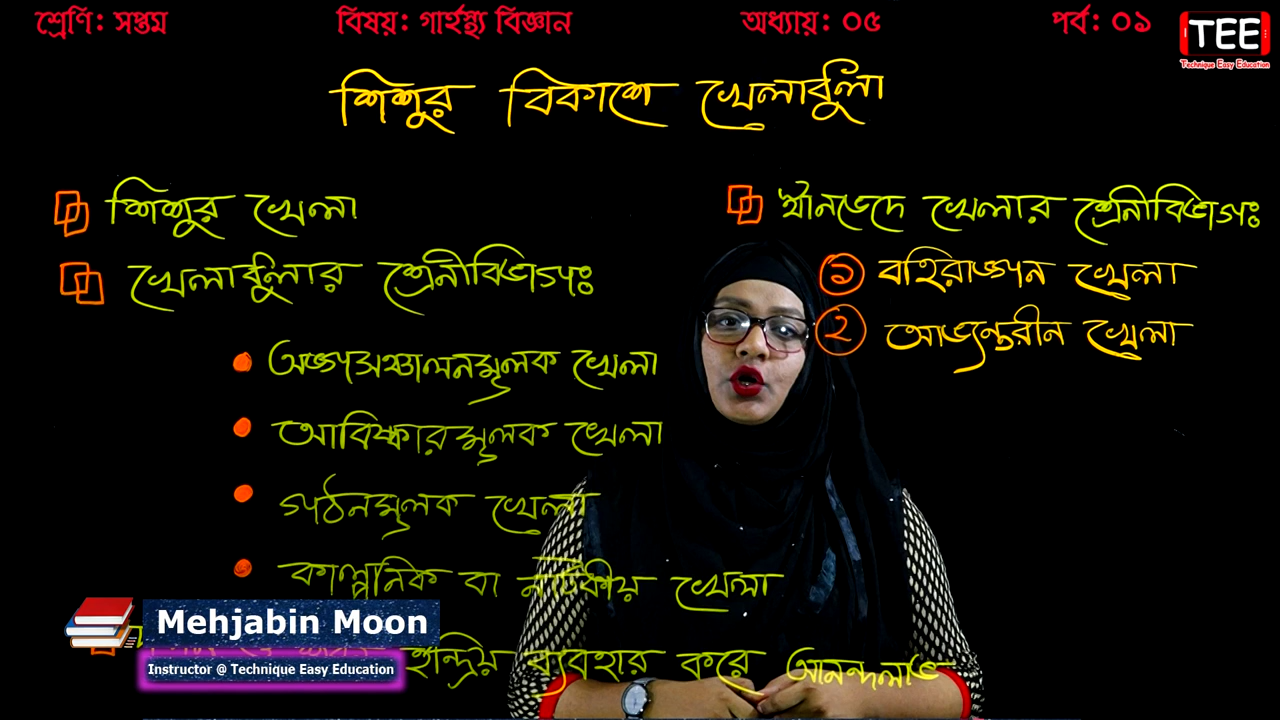 শ্রেণি: সপ্তম বিষয়: গার্হস্থ্য বিজ্ঞান অধ্যায়: ০৫ পর্ব: ০১
TEE
Technique Easy Education
শিশুর বিকাশে খেলাধুলা
শিশুর খেলা
খেলাধুলার শ্রেনীবিভাগঃ
অঙ্গসঞ্চালনমূলক খেলা
আবিষ্কারমূলক খেলা
গঠনমূলক খেলা
কাল্পনিক বা নাটকীয় খেলা
ইন্দ্রিয় ব্যবহার করে আনন্দলাভ
স্থানভেদে খেলার শ্রেনীবিভাগঃ
১ বহিরাঙ্গন খেলা
২ আভ্যন্তরীন খেলা
Mehjabin Moon
Instructor @ Technique Easy Education